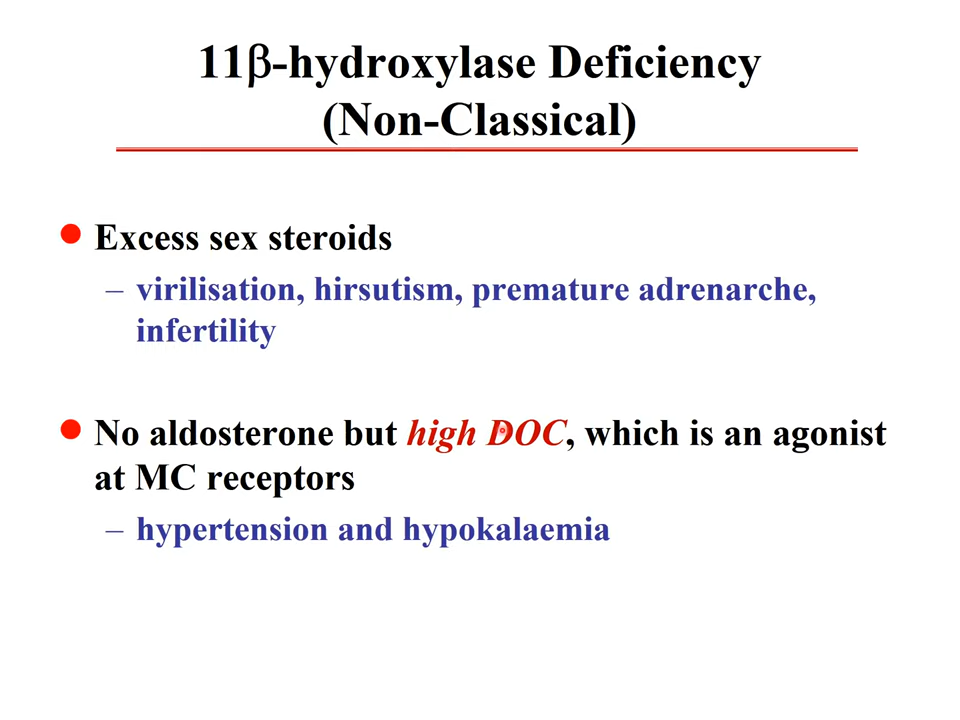 11β-hydroxylase Deficiency
(Non-Classical)
Excess sex steroids
– virilisation, hirsutism, premature adrenarche,
infertility
No aldosterone but high DOC, which is an agonist
at MC receptors
– hypertension and hypokalaemia